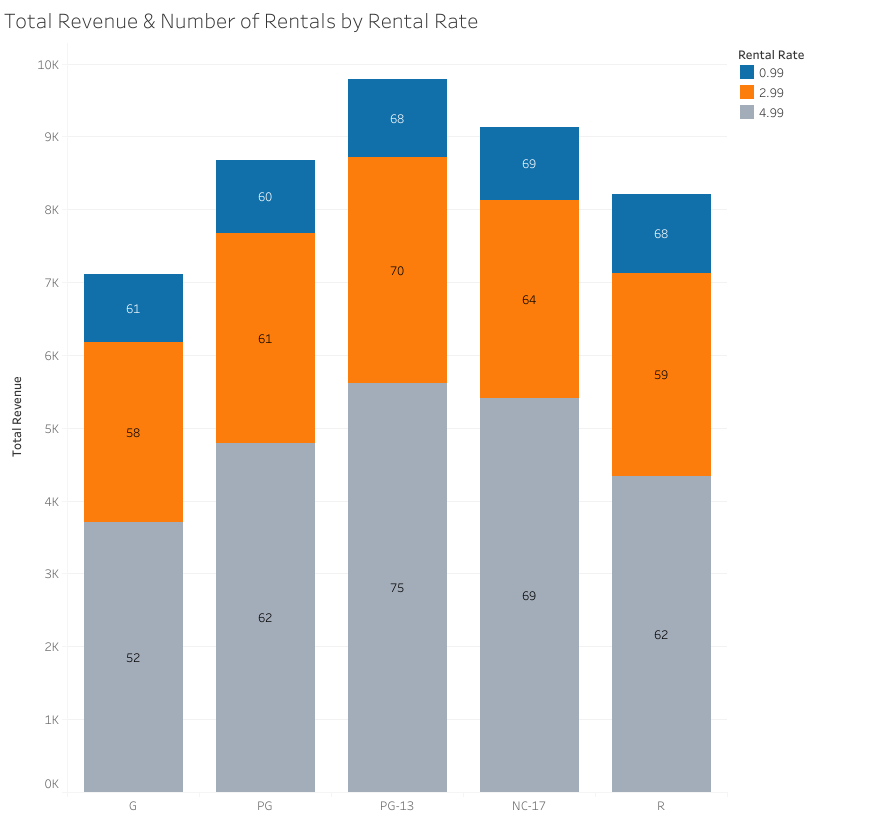 Total Revenue & Number of Rentals by Rental Rate
Rental Rate
0.99
2.99
4.99
Total Revenue
10K
9K
8K
7K
6K
5K
4K
3K
2K
1K
0K
61
58
52
60
61
62
68
70
75
69
64
69
68
59
62
G
PG
PG-13
NC-17
R